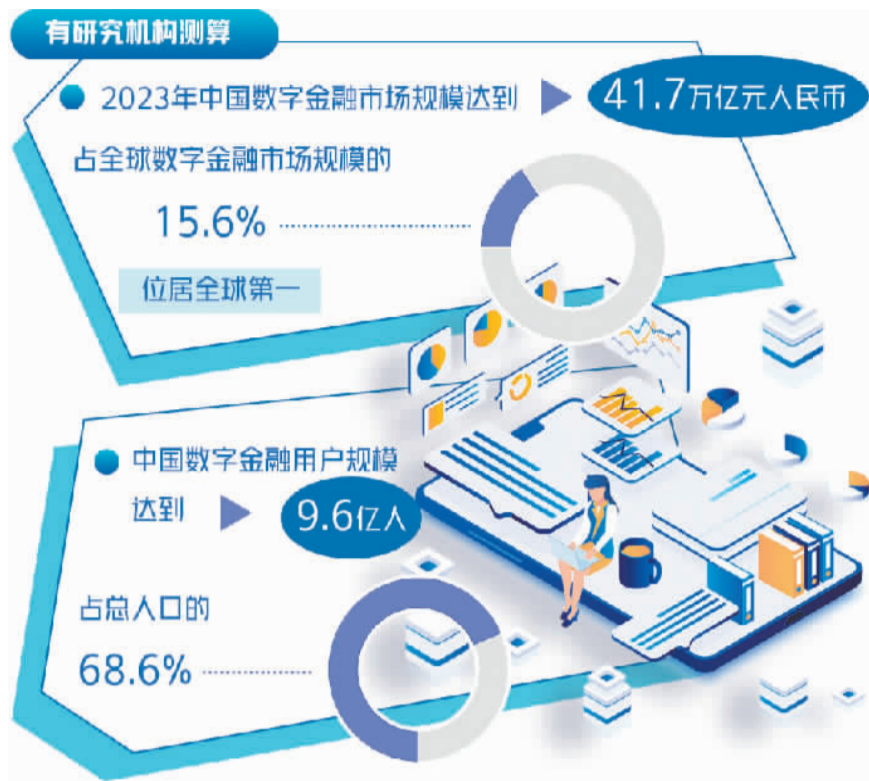 有研究机构测算
2023年中国数字金融市场规模达到
41.7万亿元人民币
占全球数字金融市场规模的
15.6%
位居全球第一
中国数字金融用户规模
达到
9.6亿人
占总人口的
68.6%